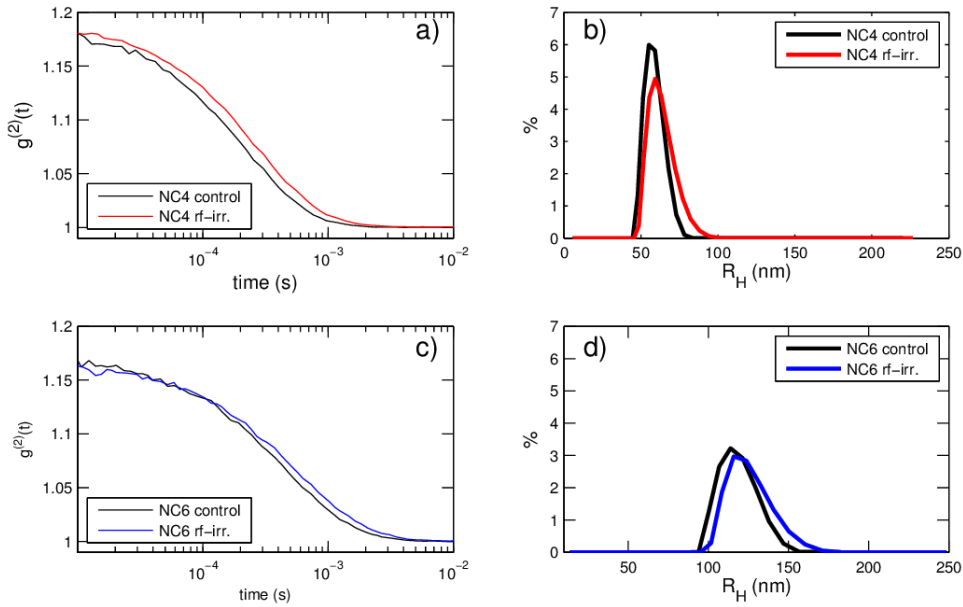 a)
1.2
1.15
1.1
1.05
1
g^(2)(t)
NC4 control
NC4 rf-irr.
10^-4
10^-3
10^-2
time (s)
b)
7
6
5
4
3
2
1
0
%
NC4 control
NC4 rf-irr.
0
50
100
150
200
250
R_H (nm)
c)
1.2
1.15
1.1
1.05
1
g^(2)(t)
NC6 control
NC6 rf-irr.
10^-4
10^-3
10^-2
time (s)
d)
7
6
5
4
3
2
1
0
%
NC6 control
NC6 rf-irr.
50
100
150
200
250
R_H (nm)